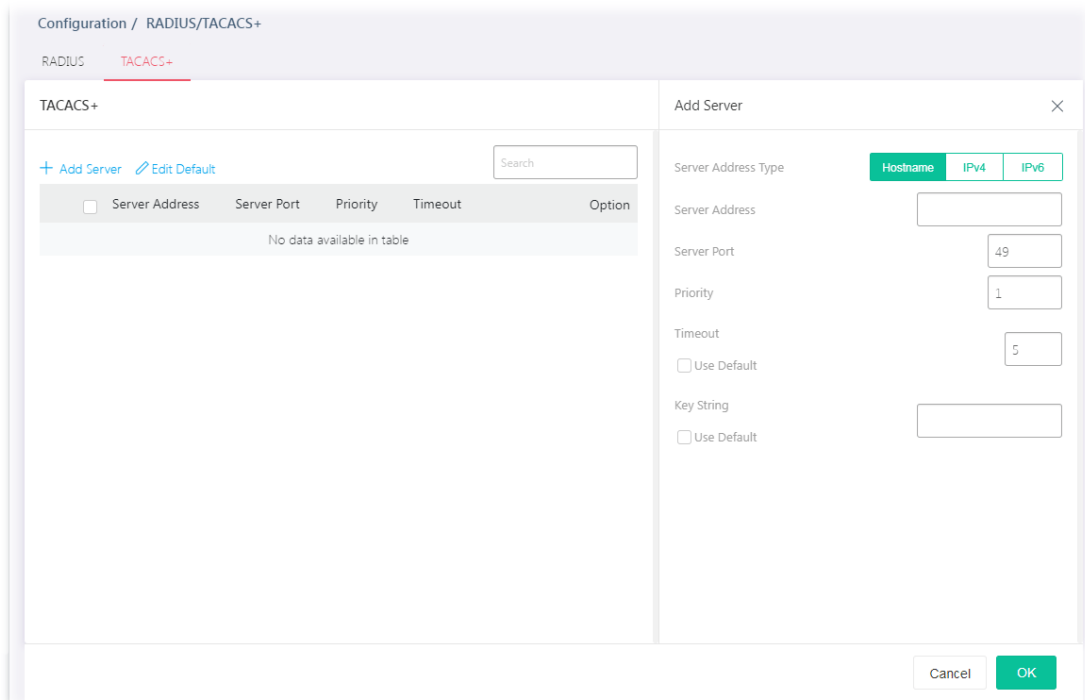 Configuration / RADIUS/TACACS+
RADIUS TACACS+
TACACS+
Add Server Edit Default
Search
Server Address Server Port Priority Timeout Option
No data available in table
Add Server
Server Address Type Hostname IPv4 IPv6
Server Address
Server Port 49
Priority 1
Timeout
5
Use Default
Key String
Use Default
Cancel OK